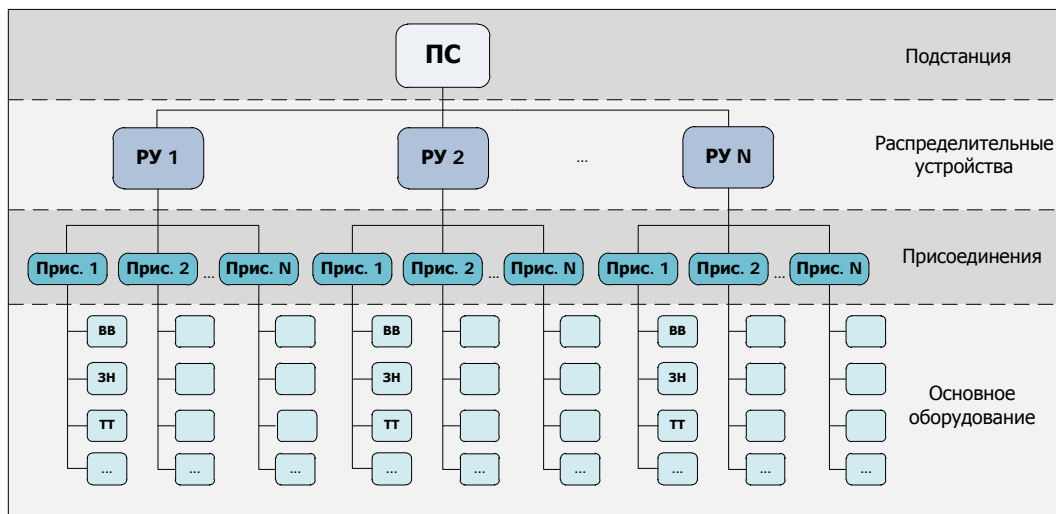 ПС
Подстанция
РУ 1
РУ 2
...
РУ N
Распределительные
устройства
Прис. 1
Прис. 2
...
Прис. N
Прис. 1
Прис. 2
...
Прис. N
Прис. 1
Прис. 2
...
Прис. N
Присоединения
ВВ
ВВ
ВВ
ЗН
ЗН
ЗН
Основное
оборудование
ТТ
ТТ
ТТ
...
...
...
...
...
...
...
...
...